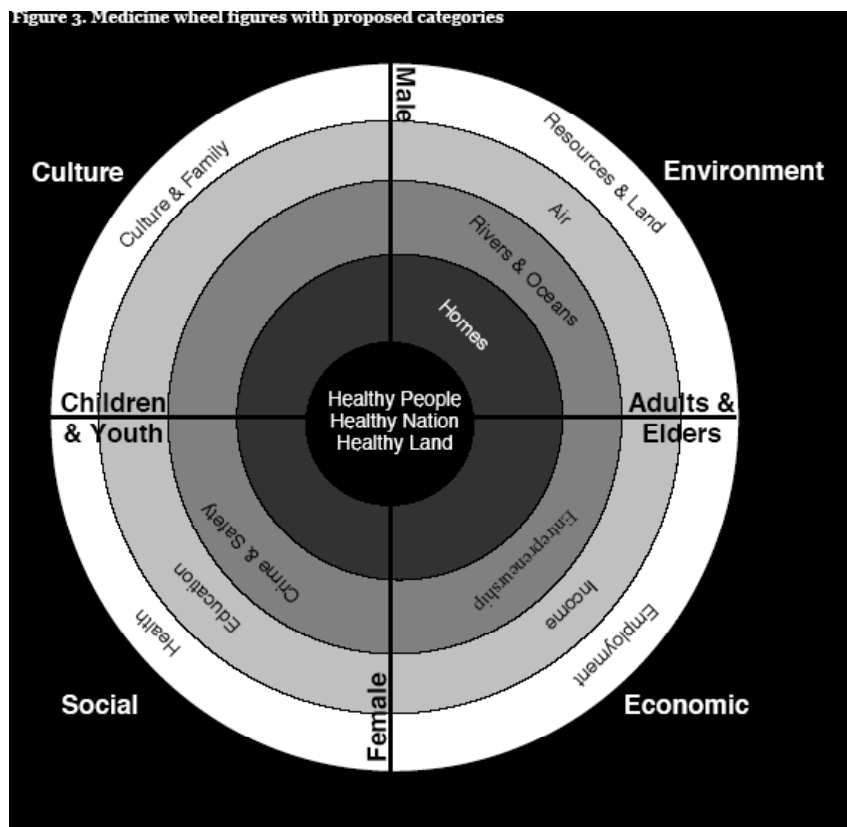 Figure 3. Medicine wheel figures with proposed categories
Male
Culture
Culture & Family
Resources & Land
Environment
Air
Rivers & Oceans
Homes
Children
& Youth
Healthy People
Healthy Nation
Healthy Land
Adults &
Elders
Crime & Safety
Education
Health
Entrepreneurship
Income
Employment
Social
Female
Economic